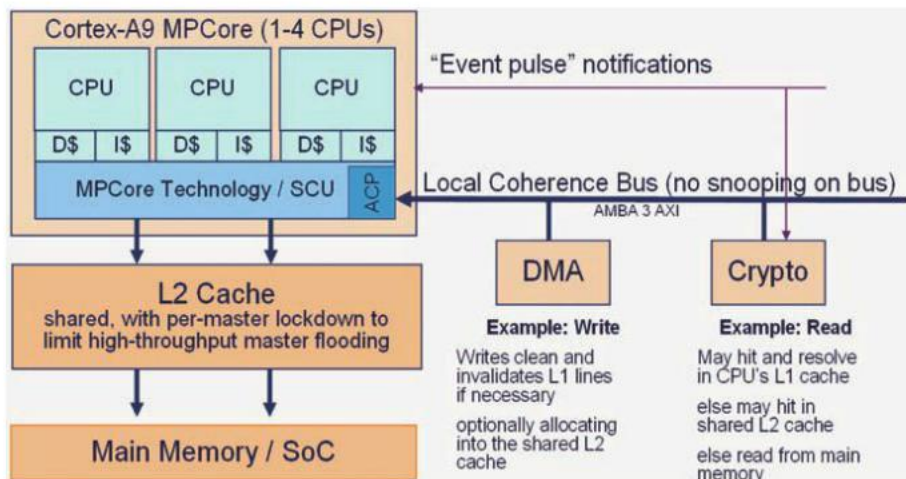 Cortex-A9 MPCore (1-4 CPUs)
CPU
CPU
CPU
D$
I$
D$
I$
D$
I$
MPCore Technology / SCU
ACP
"Event pulse" notifications
Local Coherence Bus (no snooping on bus)
AMBA 3 AXI
L2 Cache
shared, with per-master lockdown to
limit high-throughput master flooding
Main Memory / SoC
DMA
Example: Write
Writes clean and
invalidates L1 lines
if necessary
optionally allocating
into the shared L2
cache
Crypto
Example: Read
May hit and resolve
in CPU's L1 cache
else may hit in
shared L2 cache
else read from main
memory